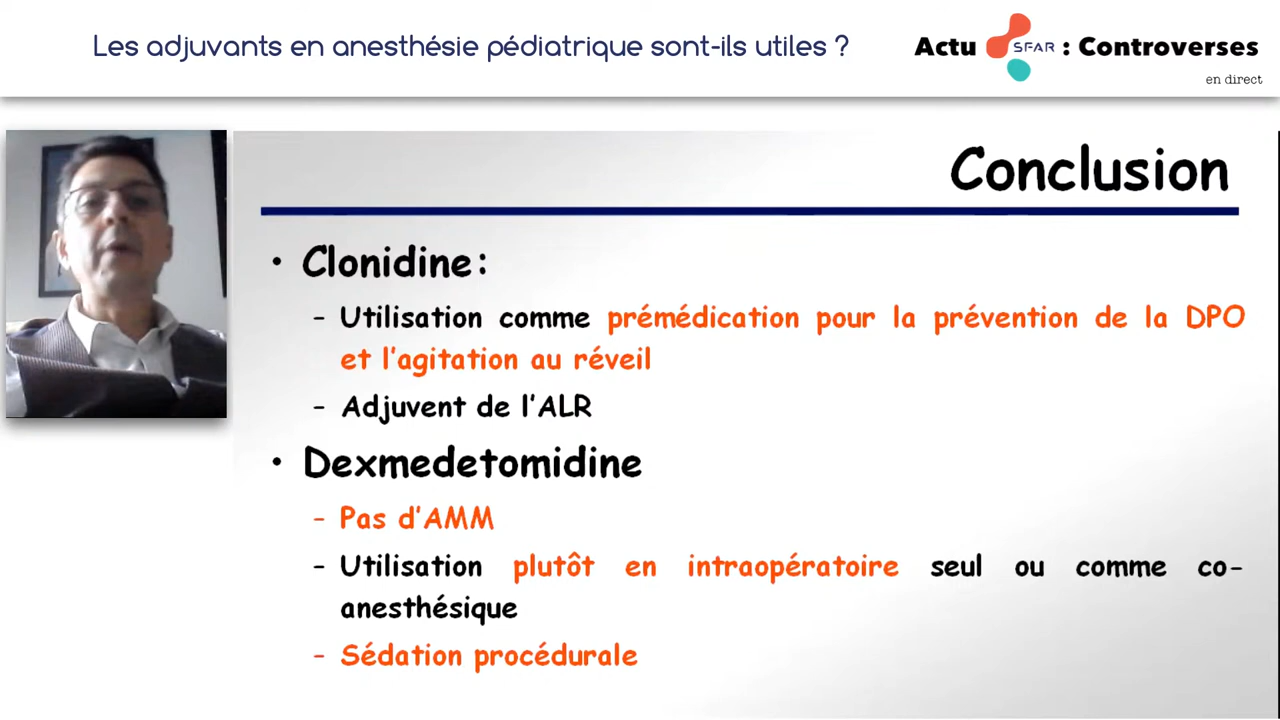 Les adjuvants en anesthésie pédiatrique sont-ils utiles ?
Actu SFAR : Controverses
en direct
Conclusion
• Clonidine:
- Utilisation comme prémédication pour la prévention de la DPO
et l'agitation au réveil
- Adjuvent de l'ALR
• Dexmedetomidine
- Pas d'AMM
- Utilisation plutôt en intraopératoire seul ou comme co-
anesthésique
- Sédation procédurale